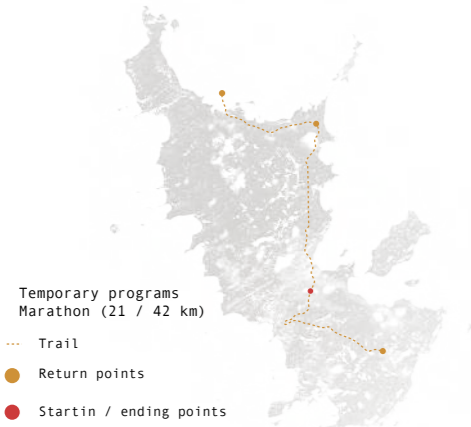 Temporary programs
Marathon (21 / 42 km)
Trail
Return points
Startin / ending points